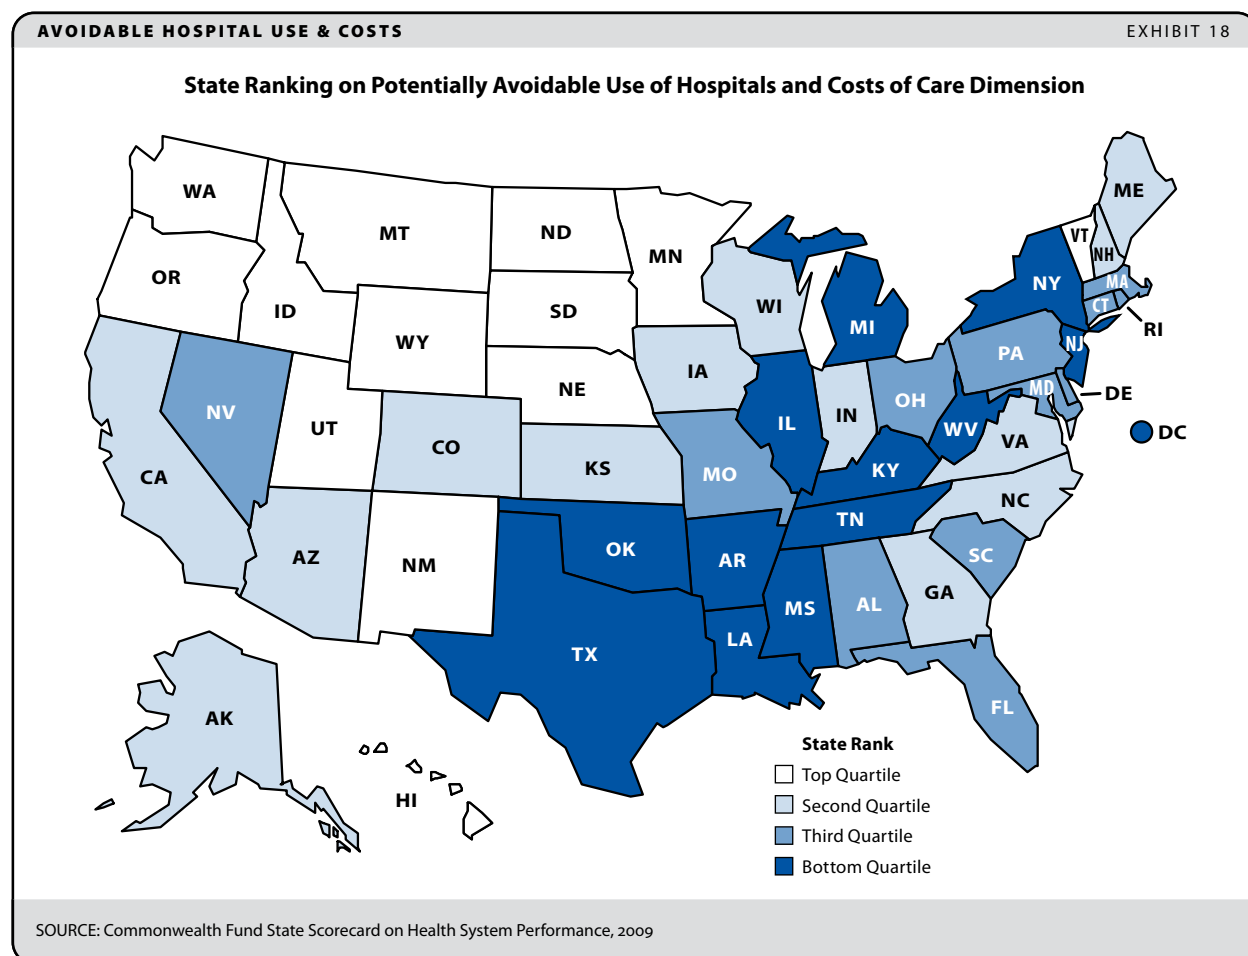 AVOIDABLE HOSPITAL USE & COSTS
EXHIBIT 18
State Ranking on Potentially Avoidable Use of Hospitals and Costs of Care Dimension
WA
MT
ND
MN
OR
ID
WY
SD
WI
MI
NY
VT
NH
ME
MA
CT
RI
NV
UT
CO
NE
IA
IL
IN
OH
PA
NJ
MD
DE
DC
CA
AZ
NM
KS
MO
KY
WV
VA
NC
TN
SC
OK
AR
MS
AL
GA
LA
TX
FL
AK
HI
State Rank
Top Quartile
Second Quartile
Third Quartile
Bottom Quartile
SOURCE: Commonwealth Fund State Scorecard on Health System Performance, 2009